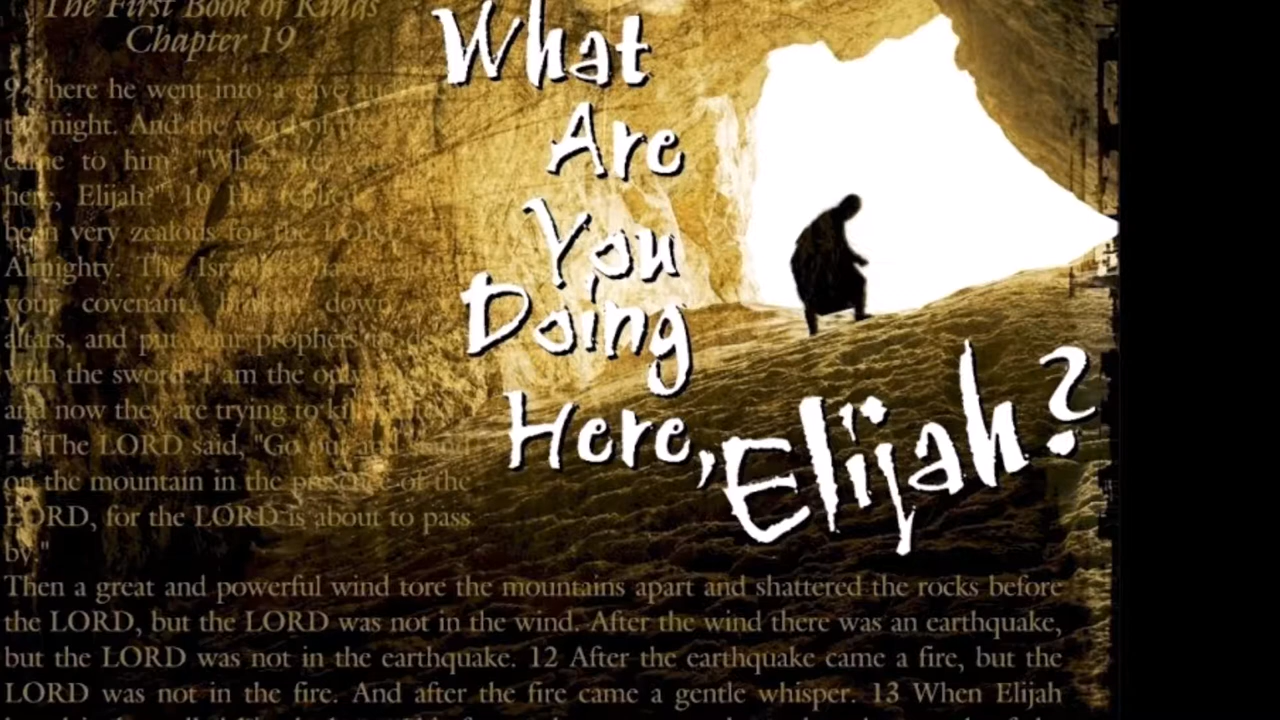 The First Book of Kings
Chapter 19
9 There he went into a cave and
the night. And the word of the
came to him: "What are
here, Elijah?" 10 He replied
been very zealous for the LORD
Almighty. The Israelites have
your covenant, broken down
altars, and put your prophets to death
with the sword. I am the only
and now they are trying to kill
11 The LORD said, "Go out and stand
on the mountain in the presence of the
LORD, for the LORD is about to pass
by."
Then a great and powerful wind tore the mountains apart and shattered the rocks before
the LORD, but the LORD was not in the wind. After the wind there was an earthquake,
but the LORD was not in the earthquake. 12 After the earthquake came a fire, but the
LORD was not in the fire. And after the fire came a gentle whisper. 13 When Elijah
What
Are
You
Doing
Here,
Elijah?